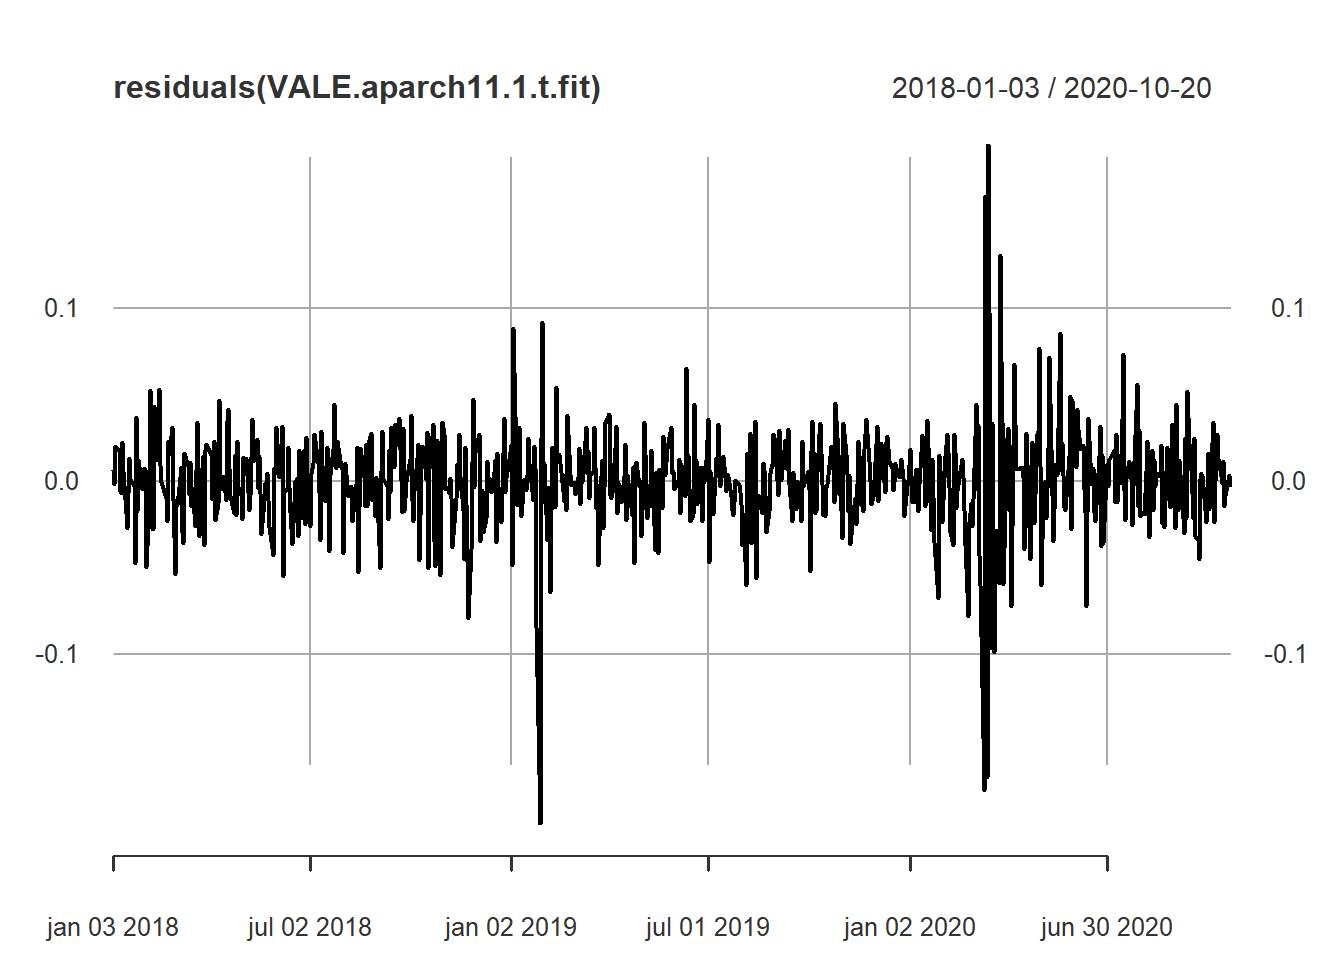 residuals(VALE.aparch11.1.t.fit) 2018-01-03 / 2020-10-20
0.1 0.1
0.0 0.0
-0.1 -0.1
jan 03 2018 jul 02 2018 jan 02 2019 jul 01 2019 jan 02 2020 jun 30 2020